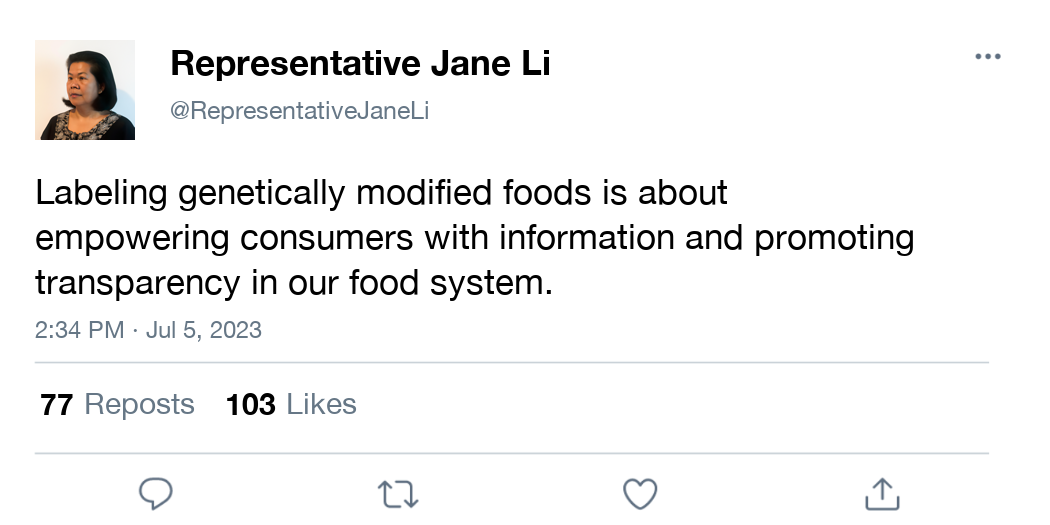 Representative Jane Li
@RepresentativeJaneLi
Labeling genetically modified foods is about
empowering consumers with information and promoting
transparency in our food system.
2:34 PM · Jul 5, 2023
77 Reposts 103 Likes